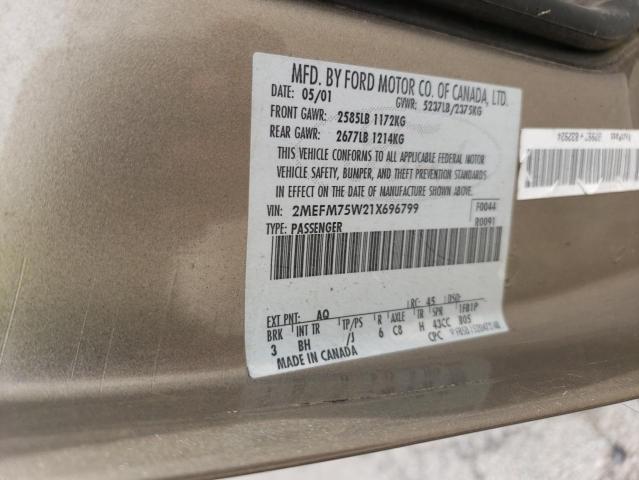 MFD. BY FORD MOTOR CO. OF CANADA, LTD.
DATE: 05/01 GVWR: 5237LB/2375KG
FRONT GAWR: 2585LB 1172KG
REAR GAWR: 2677LB 1214KG
THIS VEHICLE CONFORMS TO ALL APPLICABLE FEDERAL MOTOR
VEHICLE SAFETY, BUMPER, AND THEFT PREVENTION STANDARDS
IN EFFECT ON THE DATE OF MANUFACTURE SHOWN ABOVE.
VIN: 2MEFM75W21X696799 F0044
TYPE: PASSENGER R0091
EXT PNT: AQ RC: 45 DSO:
BRK INT TR TP/PS R AXLE TR SPR
3 BH J 6 C8 H 43CC
MADE IN CANADA CPC